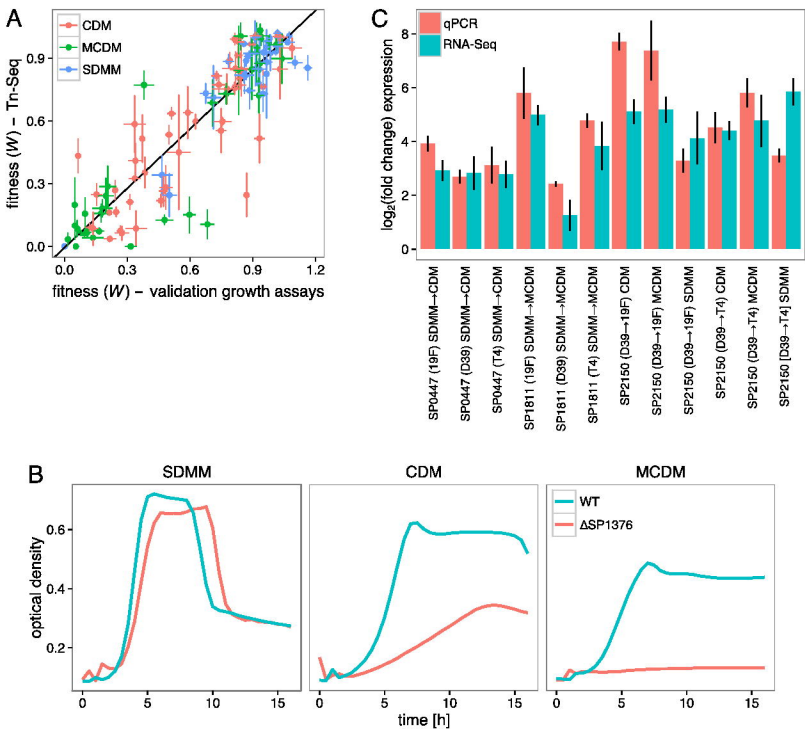 A
CDM
MCDM
SDMM
fitness (W) – Tn-Seq
0.9
0.6
0.3
0.0
0.0 0.3 0.6 0.9 1.2
fitness (W) – validation growth assays
C
qPCR
RNA-Seq
log2(fold change) expression
8
6
4
2
0
SP0447 (19F) SDMM→CDM
SP0447 (D39) SDMM→CDM
SP0447 (T4) SDMM→CDM
SP1811 (19F) SDMM→MCDM
SP1811 (D39) SDMM→MCDM
SP1811 (T4) SDMM→MCDM
SP2150 (D39→19F) CDM
SP2150 (D39→19F) MCDM
SP2150 (D39→19F) SDMM
SP2150 (D39→T4) CDM
SP2150 (D39→T4) MCDM
SP2150 [D39→T4] SDMM
B
SDMM CDM MCDM
WT
ΔSP1376
optical density
0.6
0.4
0.2
0 5 10 15 0 5 10 15 0 5 10 15
time [h]